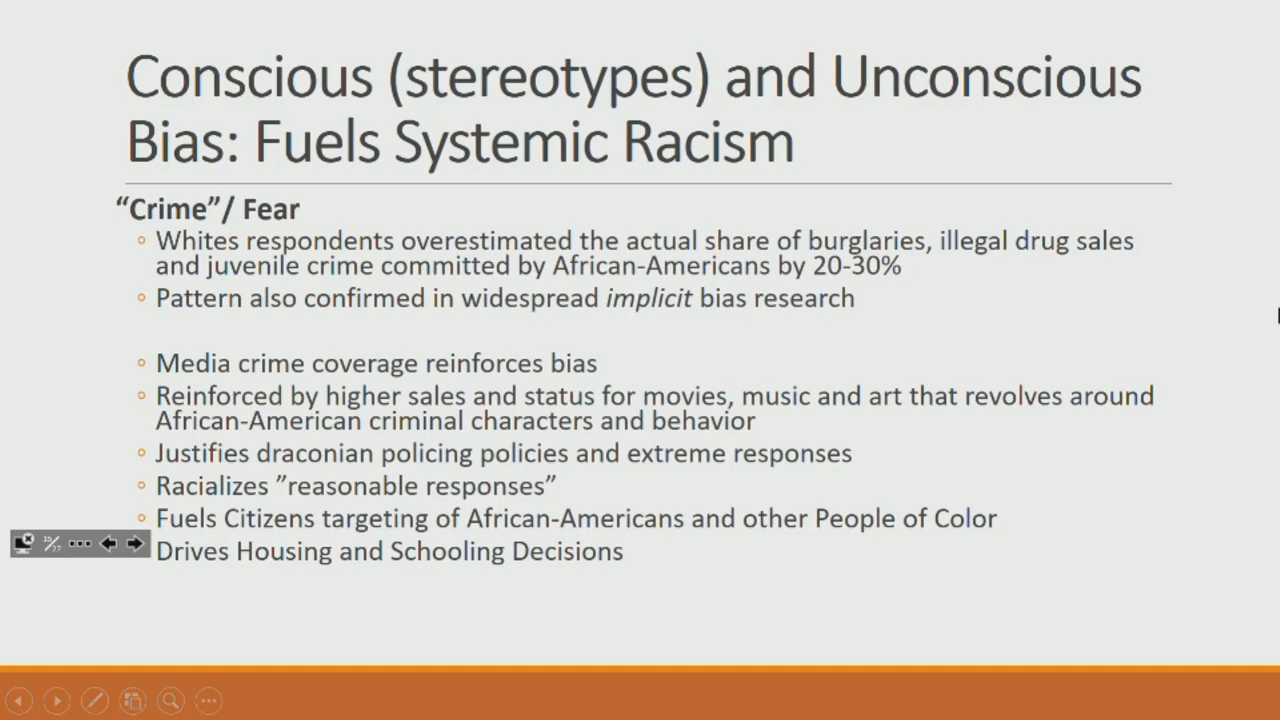 Conscious (stereotypes) and Unconscious
Bias: Fuels Systemic Racism
“Crime”/ Fear
Whites respondents overestimated the actual share of burglaries, illegal drug sales
and juvenile crime committed by African-Americans by 20-30%
Pattern also confirmed in widespread implicit bias research
Media crime coverage reinforces bias
Reinforced by higher sales and status for movies, music and art that revolves around
African-American criminal characters and behavior
Justifies draconian policing policies and extreme responses
Racializes ”reasonable responses”
Fuels Citizens targeting of African-Americans and other People of Color
15/27
Drives Housing and Schooling Decisions